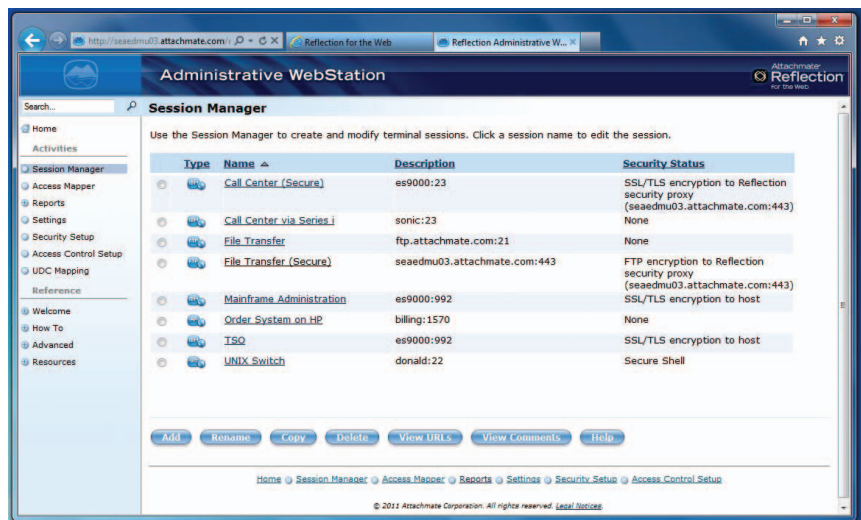 http://seaedmu03.attachmate.com/
Reflection for the Web
Reflection Administrative W...
Administrative WebStation
Attachmate
Reflection
for the Web
Search...
Home
Activities
Session Manager
Access Mapper
Reports
Settings
Security Setup
Access Control Setup
UDC Mapping
Reference
Welcome
How To
Advanced
Resources
Session Manager
Use the Session Manager to create and modify terminal sessions. Click a session name to edit the session.
Type Name Description Security Status
Call Center (Secure) es9000:23 SSL/TLS encryption to Reflection
security proxy
(seaedmu03.attachmate.com:443)
Call Center via Series i sonic:23 None
File Transfer ftp.attachmate.com:21 None
File Transfer (Secure) seaedmu03.attachmate.com:443 FTP encryption to Reflection
security proxy
(seaedmu03.attachmate.com:443)
Mainframe Administration es9000:992 SSL/TLS encryption to host
Order System on HP billing:1570 None
TSO es9000:992 SSL/TLS encryption to host
UNIX Switch donald:22 Secure Shell
Add Rename Copy Delete View URLs View Comments Help
Home Session Manager Access Mapper Reports Settings Security Setup Access Control Setup
© 2011 Attachmate Corporation. All rights reserved. Legal Notices.